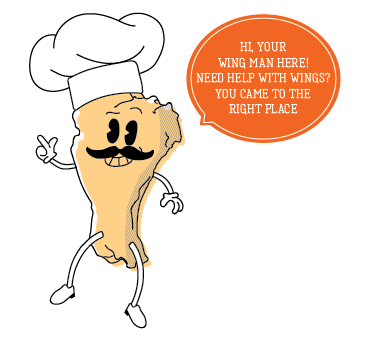 HI, YOUR
WING MAN HERE!
NEED HELP WITH WINGS?
YOU CAME TO THE
RIGHT PLACE